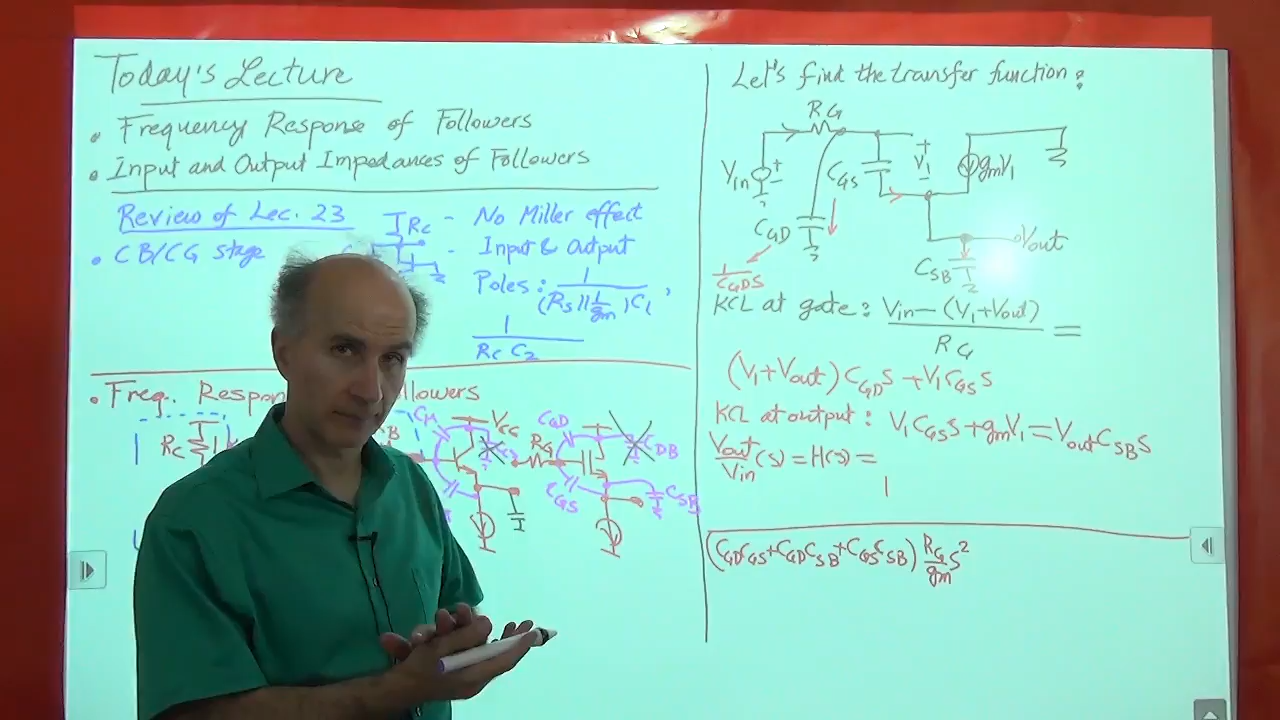 Today's Lecture
• Frequency Response of Followers
• Input and Output Impedances of Followers
Review of Lec. 23
• CB/CG stage
RC
- No Miller effect
- Input & Output
Poles: 1/((RS||1/gm)C1),
1/(RC C2)
• Freq. Respon llowers
RC
B
Cμ
VCC
RG
CGD
CDB
CGS
CSB
Let's find the transfer function:
RG
Vin + -
CGS
+ V1 -
gmV1
CGD
Vout
1/(CGDS)
CSB
KCL at gate: (Vin-(V1+Vout))/RG =
(V1+Vout)CGDS+V1CGSS
KCL at output: V1CGSS+gmV1=VoutCSBS
Vout/Vin(s)=H(s)=
1
(CGDCGS+CGDCSB+CGSCSB) RG/gm S²